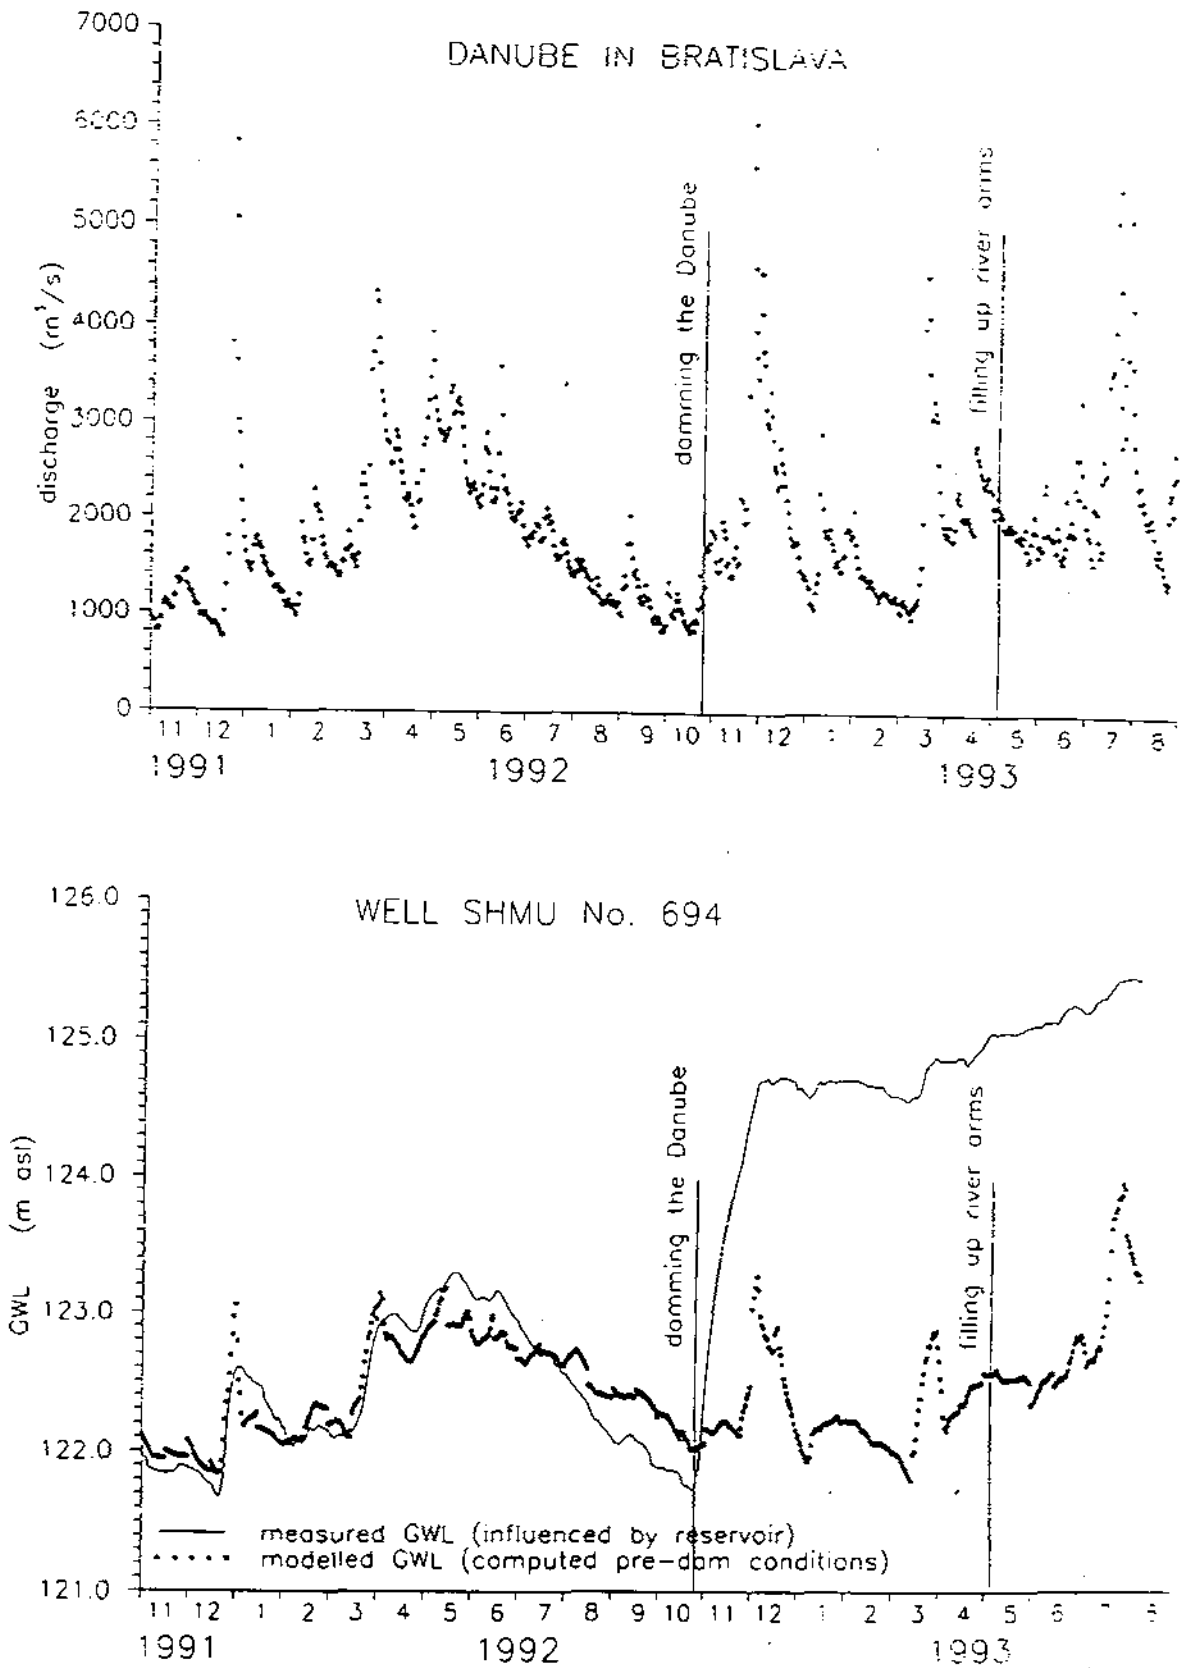 DANUBE IN BRATISLAVA
7000
6000
5000
4000
3000
2000
1000
0
discharge (m³/s)
damming the Danube
filling up river arms
11 12 1 2 3 4 5 6 7 8 9 10 11 12 1 2 3 4 5 6 7 8
1991 1992 1993
WELL SHMU No. 694
126.0
125.0
124.0
123.0
122.0
121.0
GWL (m asl)
damming the Danube
filling up river arms
measured GWL (influenced by reservoir)
modelled GWL (computed pre-dam conditions)
11 12 1 2 3 4 5 6 7 8 9 10 11 12 1 2 3 4 5 6 7 8
1991 1992 1993